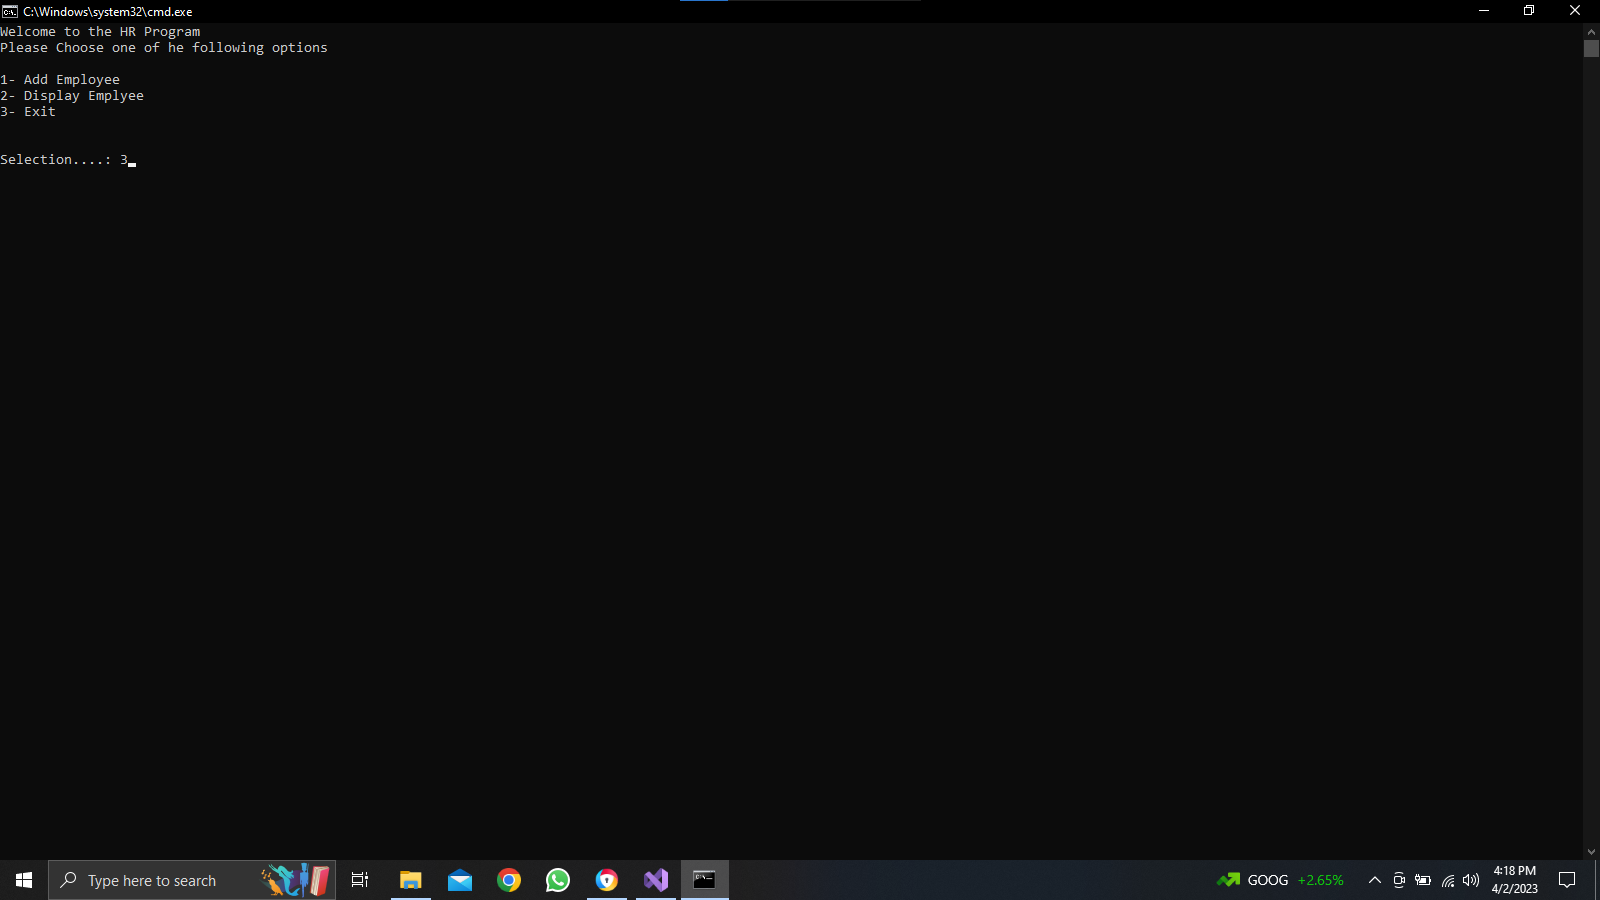 C:\Windows\system32\cmd.exe
Welcome to the HR Program
Please Choose one of he following options
1- Add Employee
2- Display Emplyee
3- Exit
Selection....: 3
Type here to search
GOOG +2.65%
4:18 PM
4/2/2023